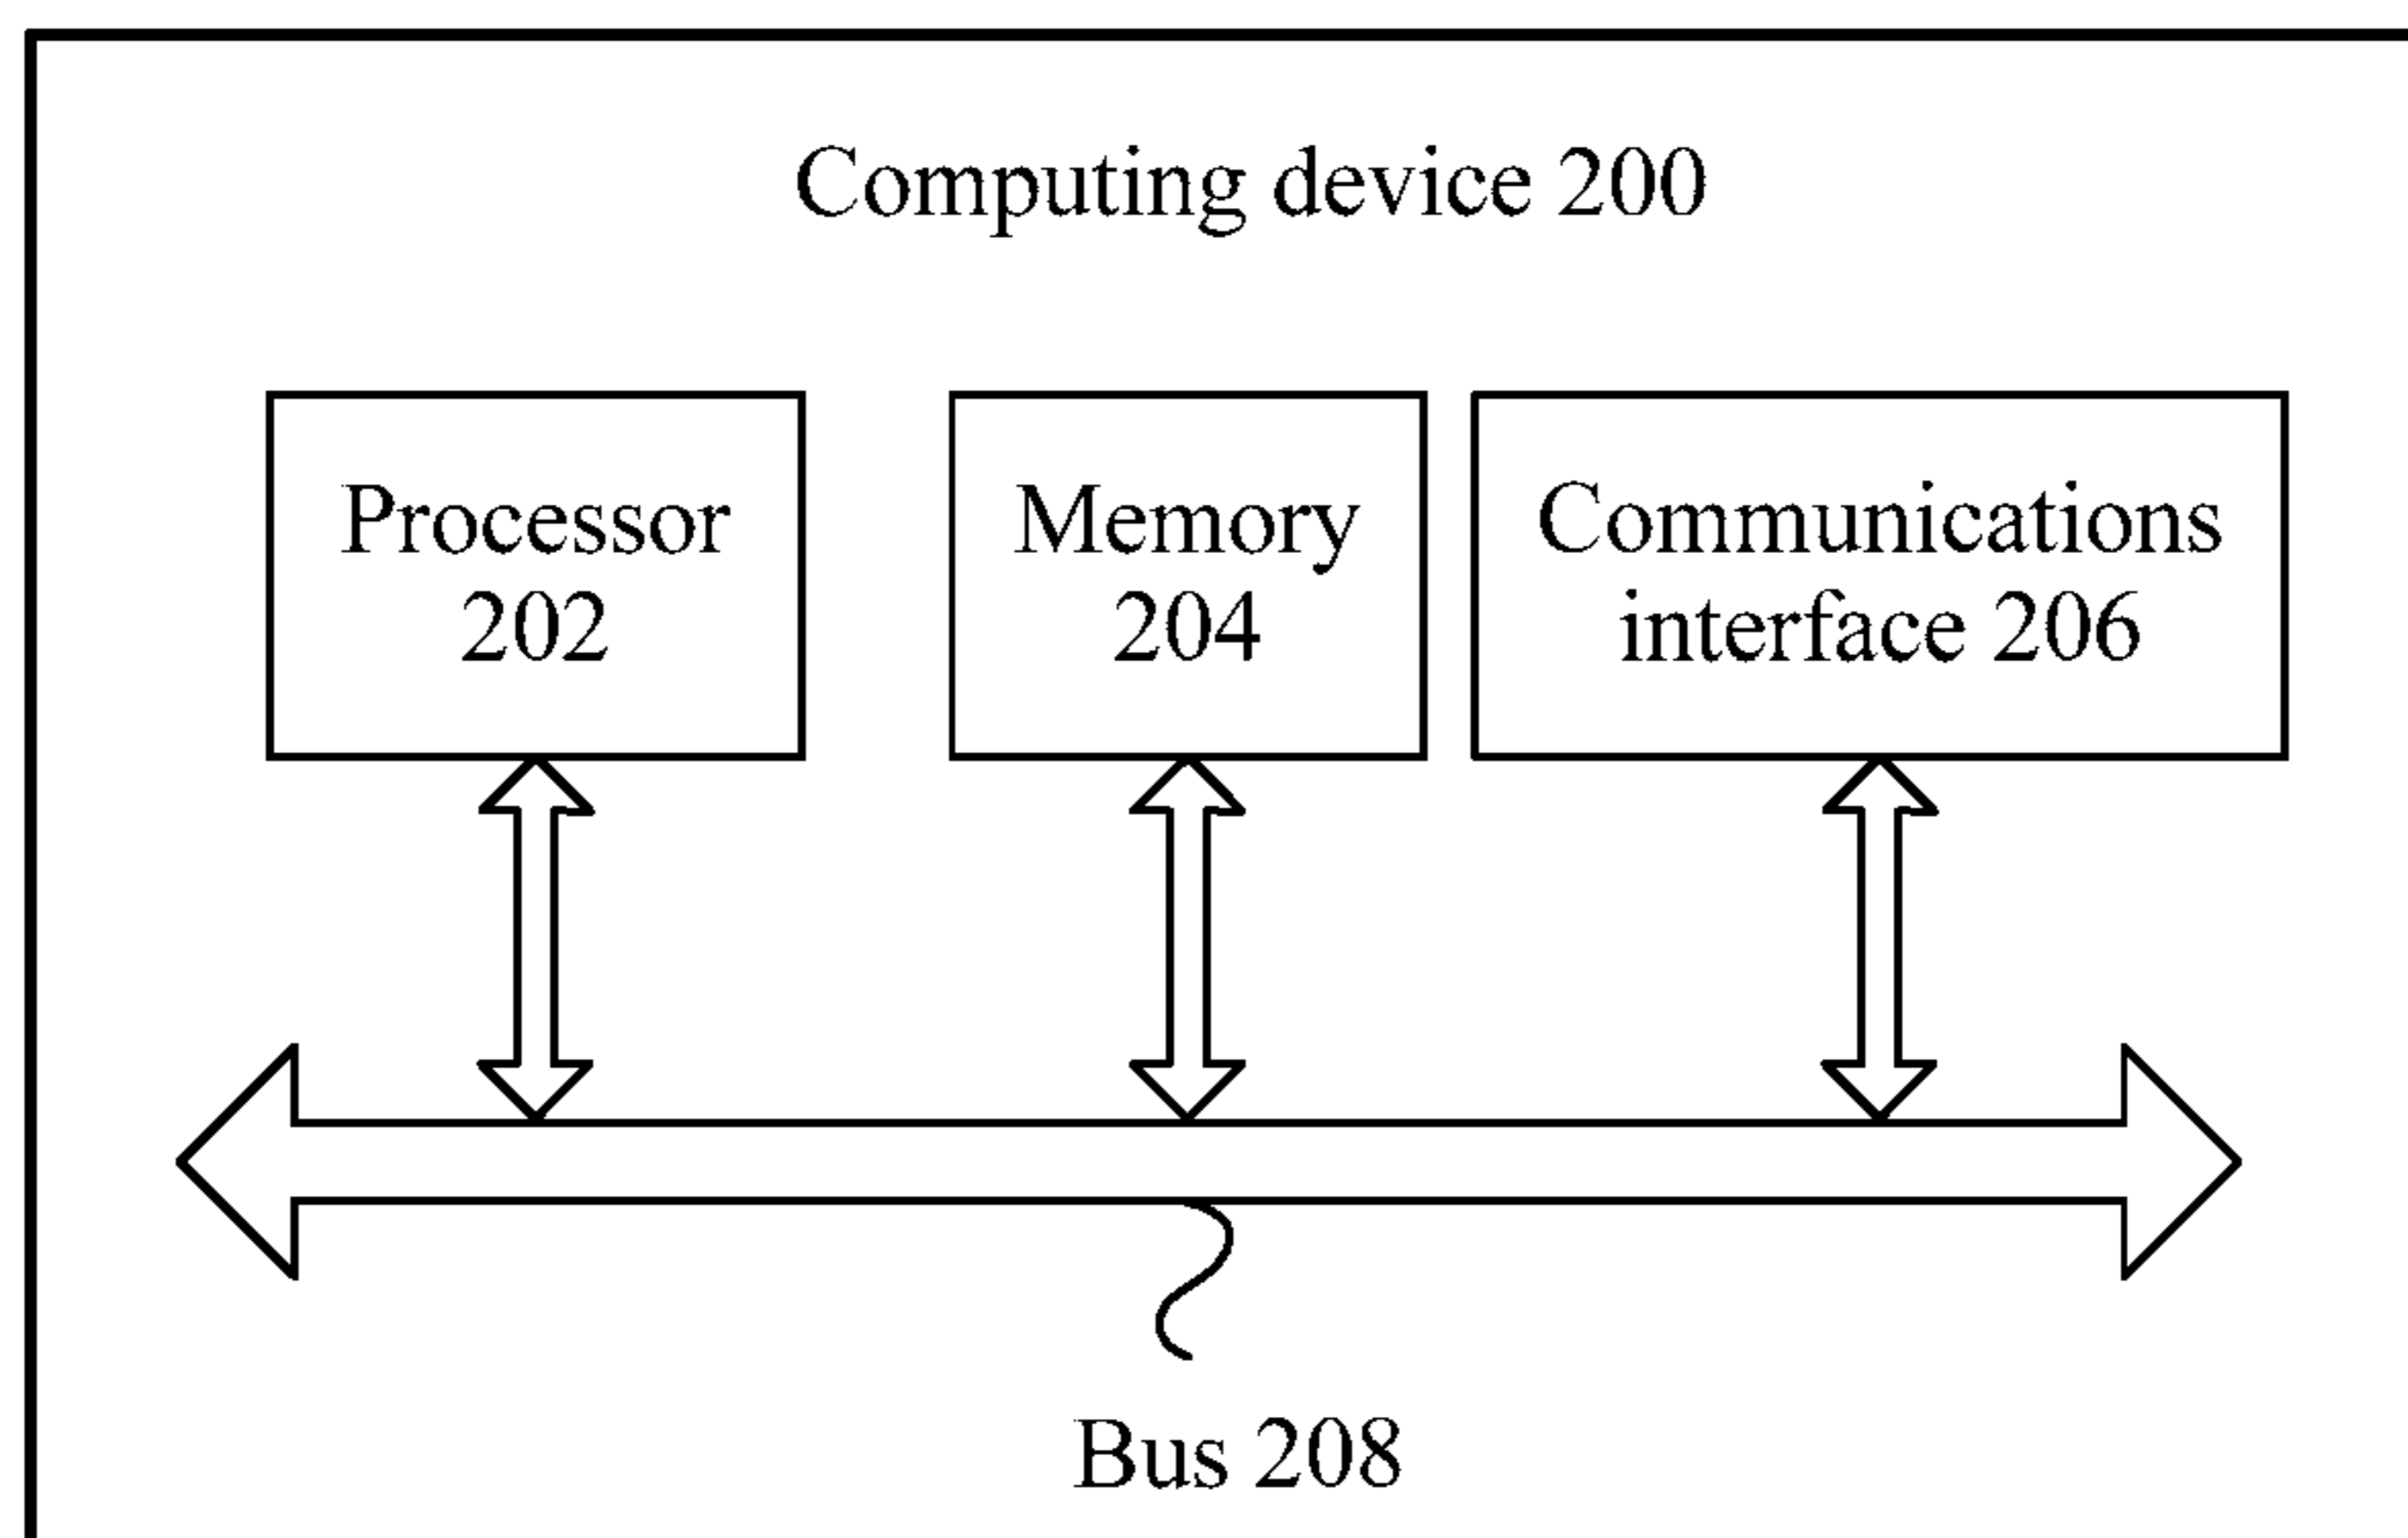 Computing device 200
Processor
202
Memory
204
Communications
interface 206
Bus 208